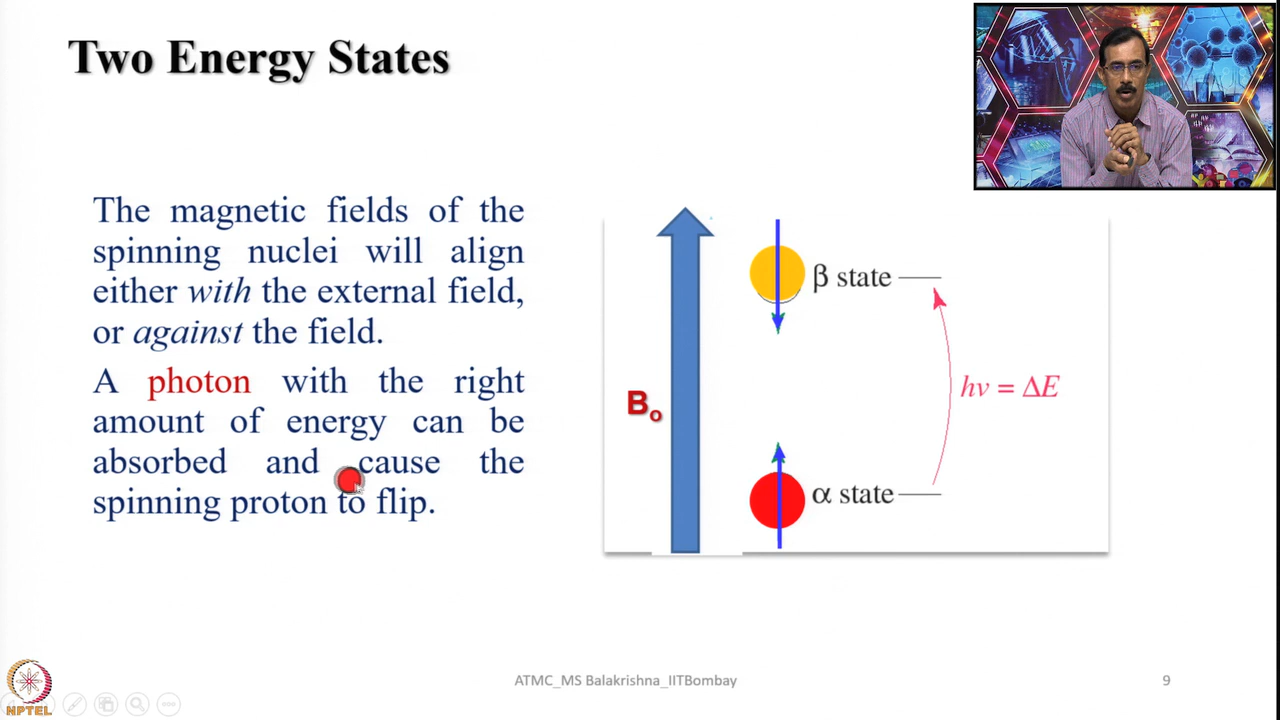 Two Energy States
The magnetic fields of the
spinning nuclei will align
either with the external field,
or against the field.
A photon with the right
amount of energy can be
absorbed and cause the
spinning proton to flip.
Bo
β state
hν = ΔE
α state
NPTEL
ATMC_MS Balakrishna_IITBombay
9